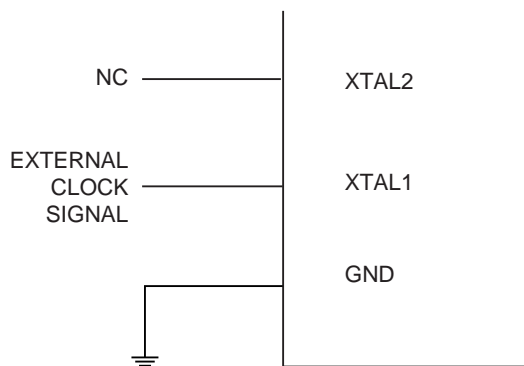 NC
XTAL2
EXTERNAL
CLOCK
SIGNAL
XTAL1
GND